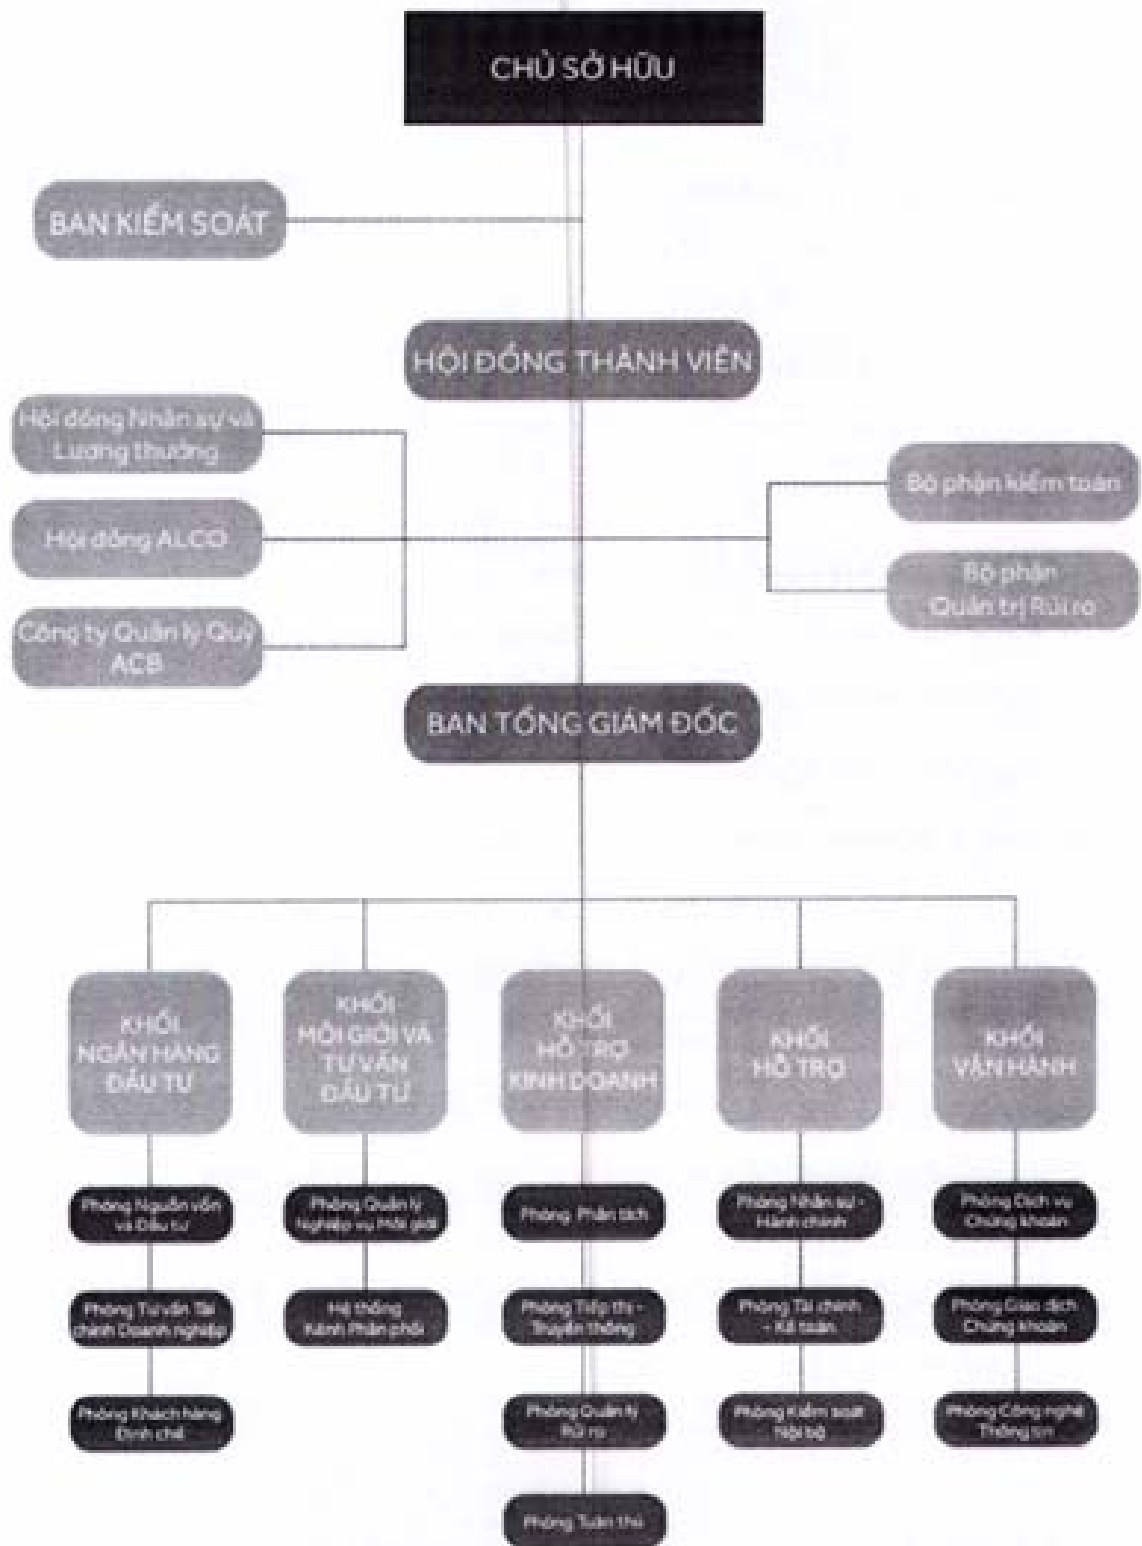 CHỦ SỞ HỮU
BAN KIỂM SOÁT
HỘI ĐỒNG THÀNH VIÊN
Hội đồng Nhân sự và
Lương thưởng
Hội đồng ALCO
Công ty Quản lý Quỹ
ACB
Bộ phận kiểm toán
Bộ phận
Quản trị Rủi ro
BAN TỔNG GIÁM ĐỐC
KHỐI
NGÂN HÀNG
ĐẦU TƯ
KHỐI
MÔI GIỚI VÀ
TƯ VẤN
ĐẦU TƯ
KHỐI
HỖ TRỢ
KINH DOANH
KHỐI
HỖ TRỢ
KHỐI
VẬN HÀNH
Phòng Nguồn vốn
và Đầu tư
Phòng Tư vấn Tài
chính Doanh nghiệp
Phòng Khách hàng
Định chế
Phòng Quản lý
Nghiệp vụ Môi giới
Hệ thống
Kênh Phân phối
Phòng Phân tích
Phòng Tiếp thị -
Truyền thông
Phòng Quản lý
Rủi ro
Phòng Tuân thủ
Phòng Nhân sự -
Hành chính
Phòng Tài chính
- Kế toán
Phòng Kiểm soát
Nội bộ
Phòng Dịch vụ
Chứng khoán
Phòng Giao dịch
Chứng khoán
Phòng Công nghệ
Thông tin